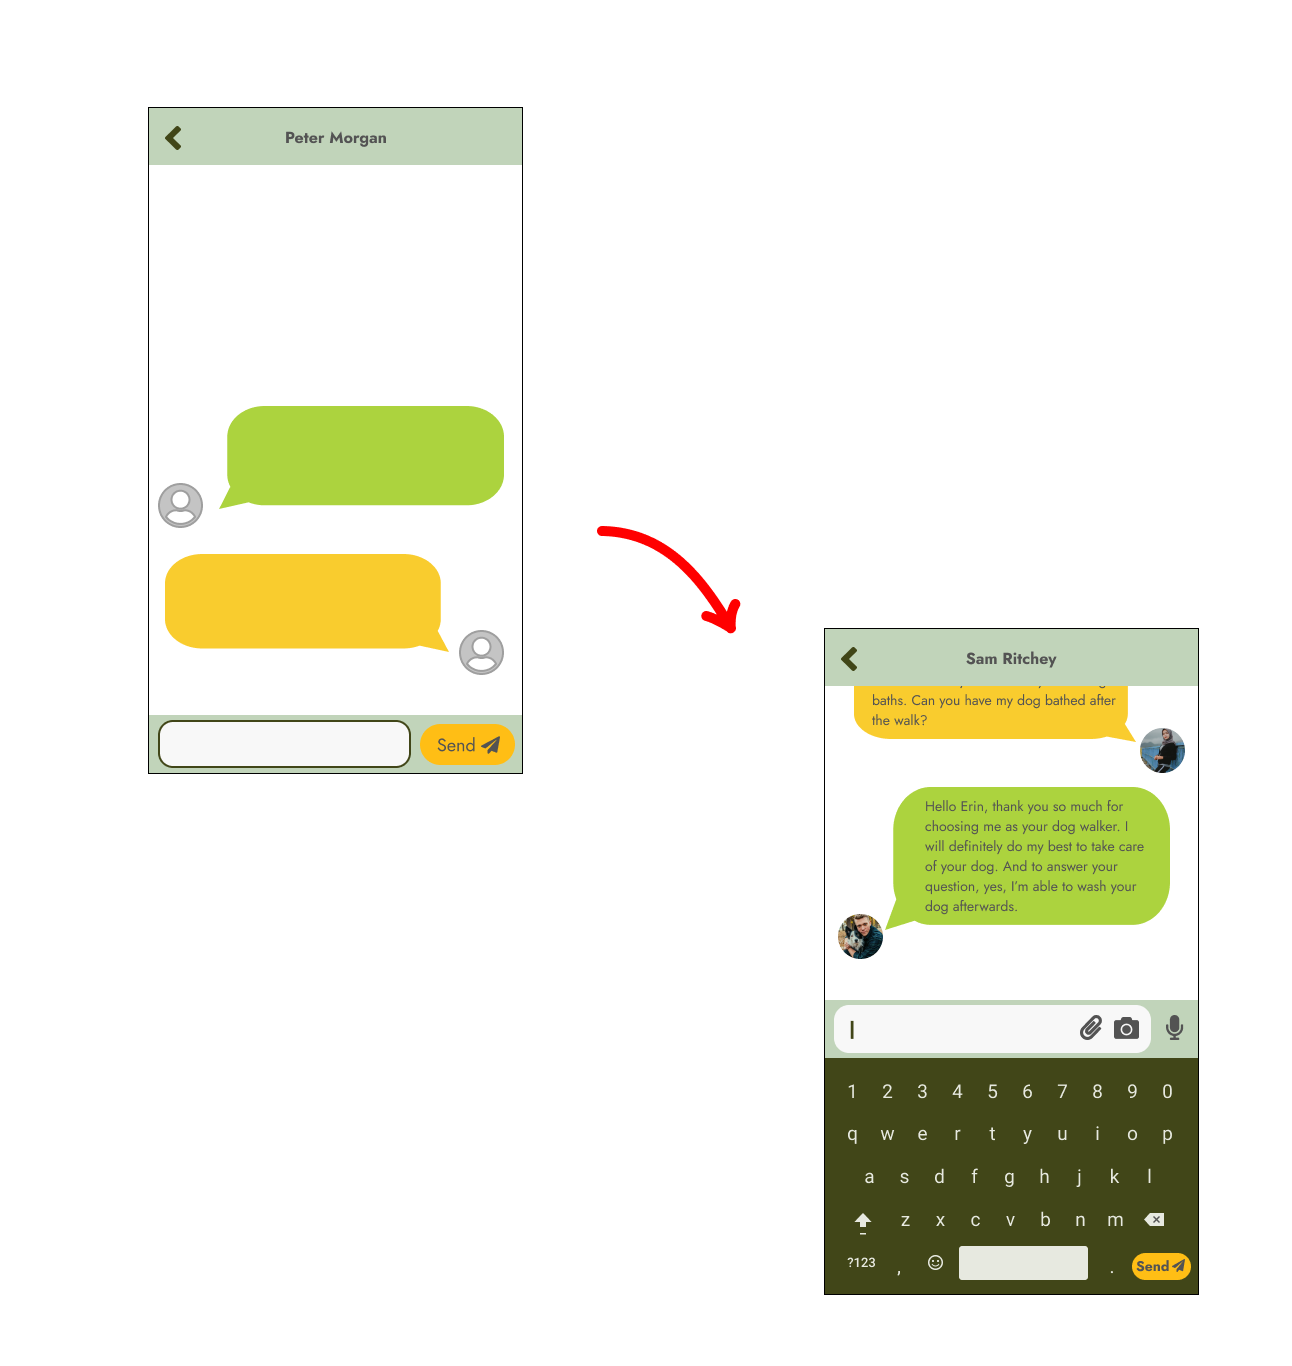 Peter Morgan
Send
Sam Ritchey
baths. Can you have my dog bathed after
the walk?
Hello Erin, thank you so much for
choosing me as your dog walker. I
will definitely do my best to take care
of your dog. And to answer your
question, yes, I'm able to wash your
dog afterwards.
1 2 3 4 5 6 7 8 9 0
q w e r t y u i o p
a s d f g h j k l
z x c v b n m
?123 , . Send